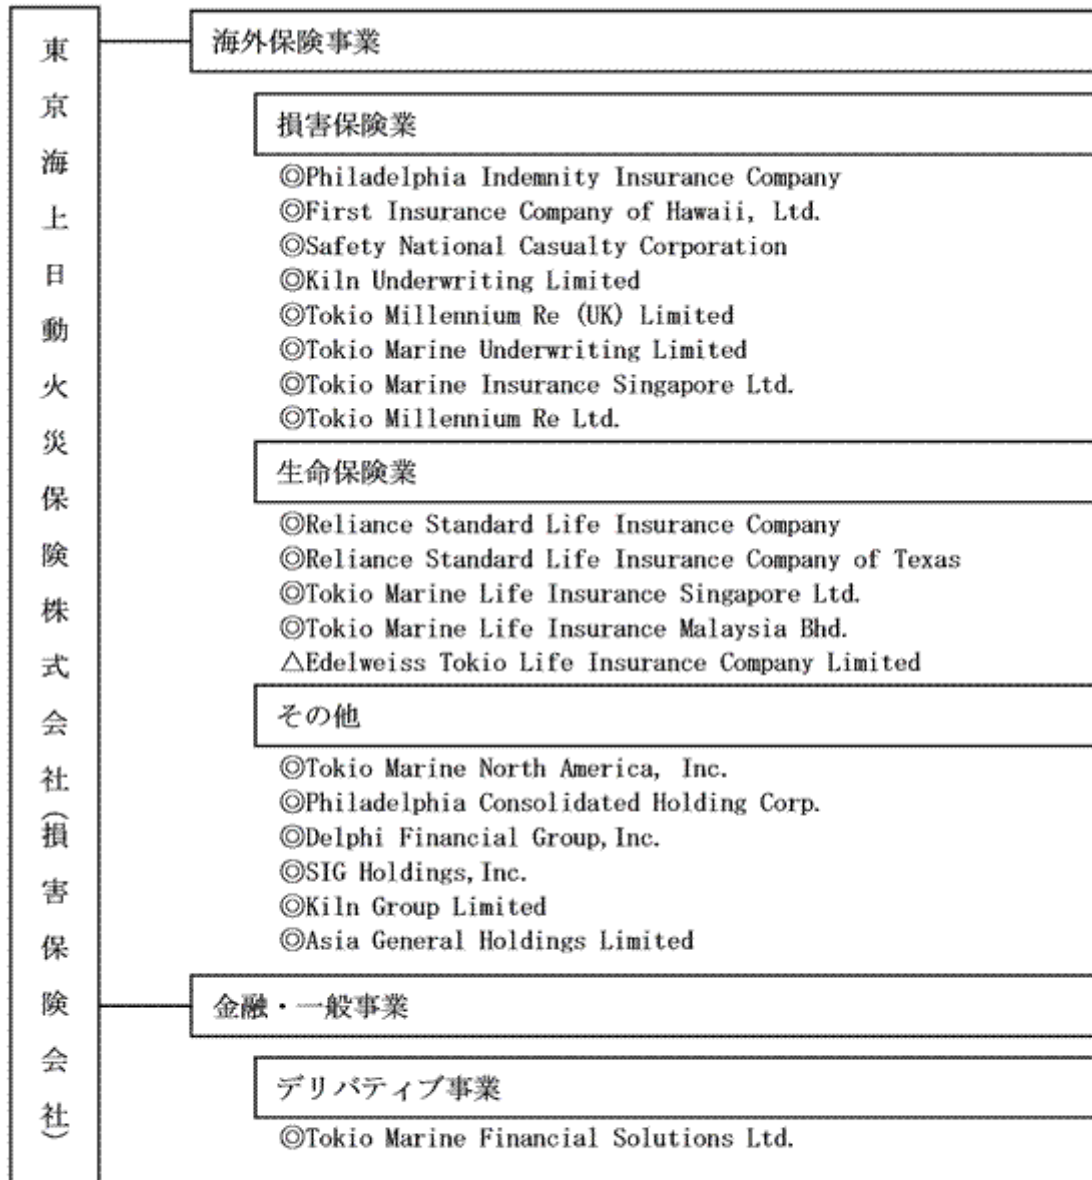 東京海上日動火災保険株式会社(損害保険会社)
海外保険事業
損害保険業
◎Philadelphia Indemnity Insurance Company
◎First Insurance Company of Hawaii, Ltd.
◎Safety National Casualty Corporation
◎Kiln Underwriting Limited
◎Tokio Millennium Re (UK) Limited
◎Tokio Marine Underwriting Limited
◎Tokio Marine Insurance Singapore Ltd.
◎Tokio Millennium Re Ltd.
生命保険業
◎Reliance Standard Life Insurance Company
◎Reliance Standard Life Insurance Company of Texas
◎Tokio Marine Life Insurance Singapore Ltd.
◎Tokio Marine Life Insurance Malaysia Bhd.
△Edelweiss Tokio Life Insurance Company Limited
その他
◎Tokio Marine North America, Inc.
◎Philadelphia Consolidated Holding Corp.
◎Delphi Financial Group,Inc.
◎SIG Holdings,Inc.
◎Kiln Group Limited
◎Asia General Holdings Limited
金融・一般事業
デリバティブ事業
◎Tokio Marine Financial Solutions Ltd.